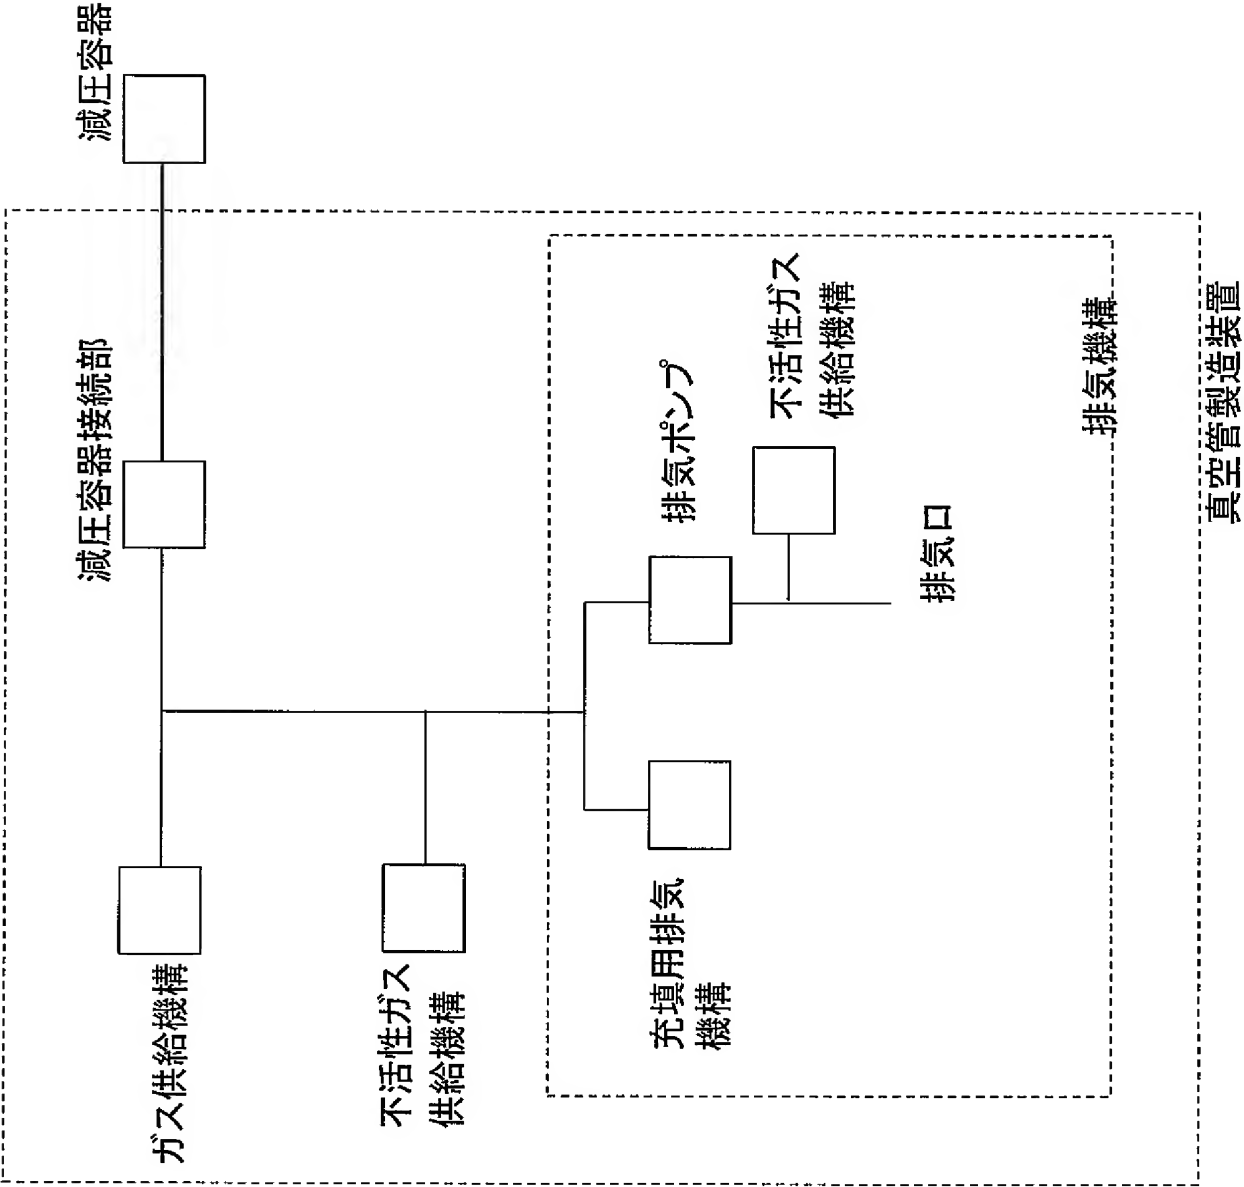 ガス供給機構
減圧容器接続部
減圧容器
不活性ガス
供給機構
充填用排気
機構
排気ポンプ
不活性ガス
供給機構
排気口
排気機構
真空管製造装置